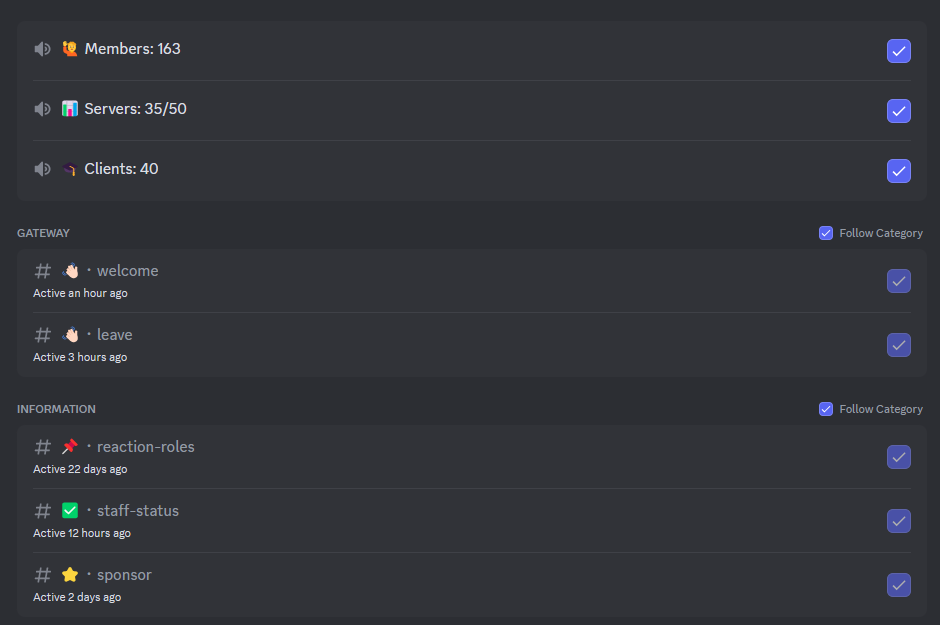 Members: 163
Servers: 35/50
Clients: 40
GATEWAY
Follow Category
welcome
Active an hour ago
leave
Active 3 hours ago
INFORMATION
Follow Category
reaction-roles
Active 22 days ago
staff-status
Active 12 hours ago
sponsor
Active 2 days ago